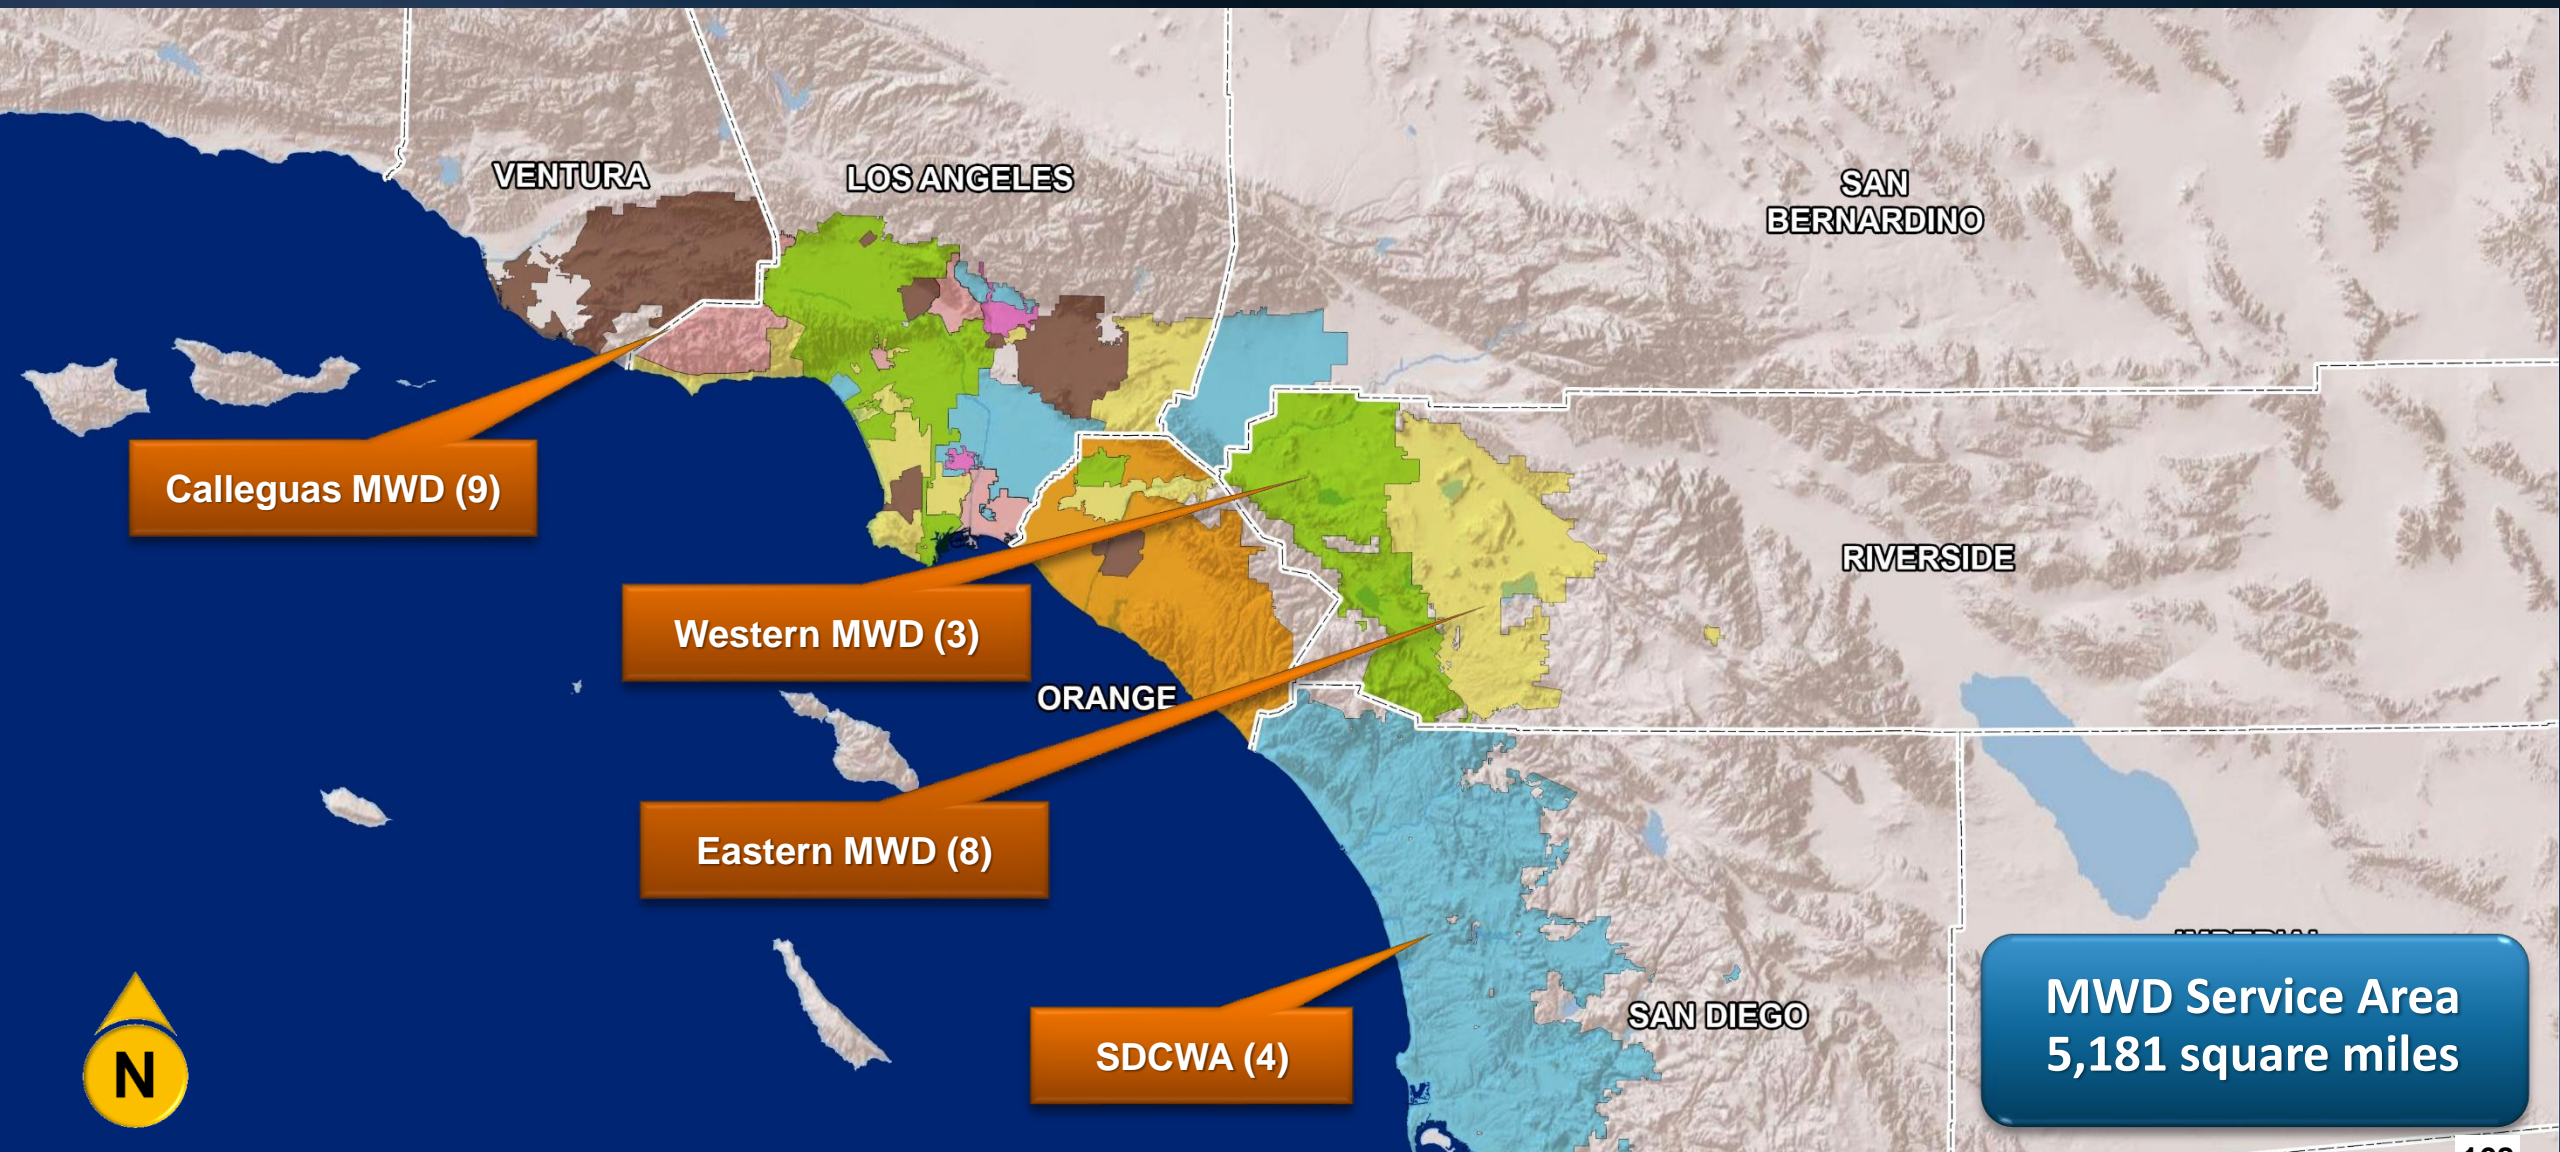 VENTURA
LOS ANGELES
SAN
BERNARDINO
Calleguas MWD (9)
RIVERSIDE
Western MWD (3)
ORANGE
Eastern MWD (8)
SAN DIEGO
MWD Service Area
5,181 square miles
SDCWA (4)
N